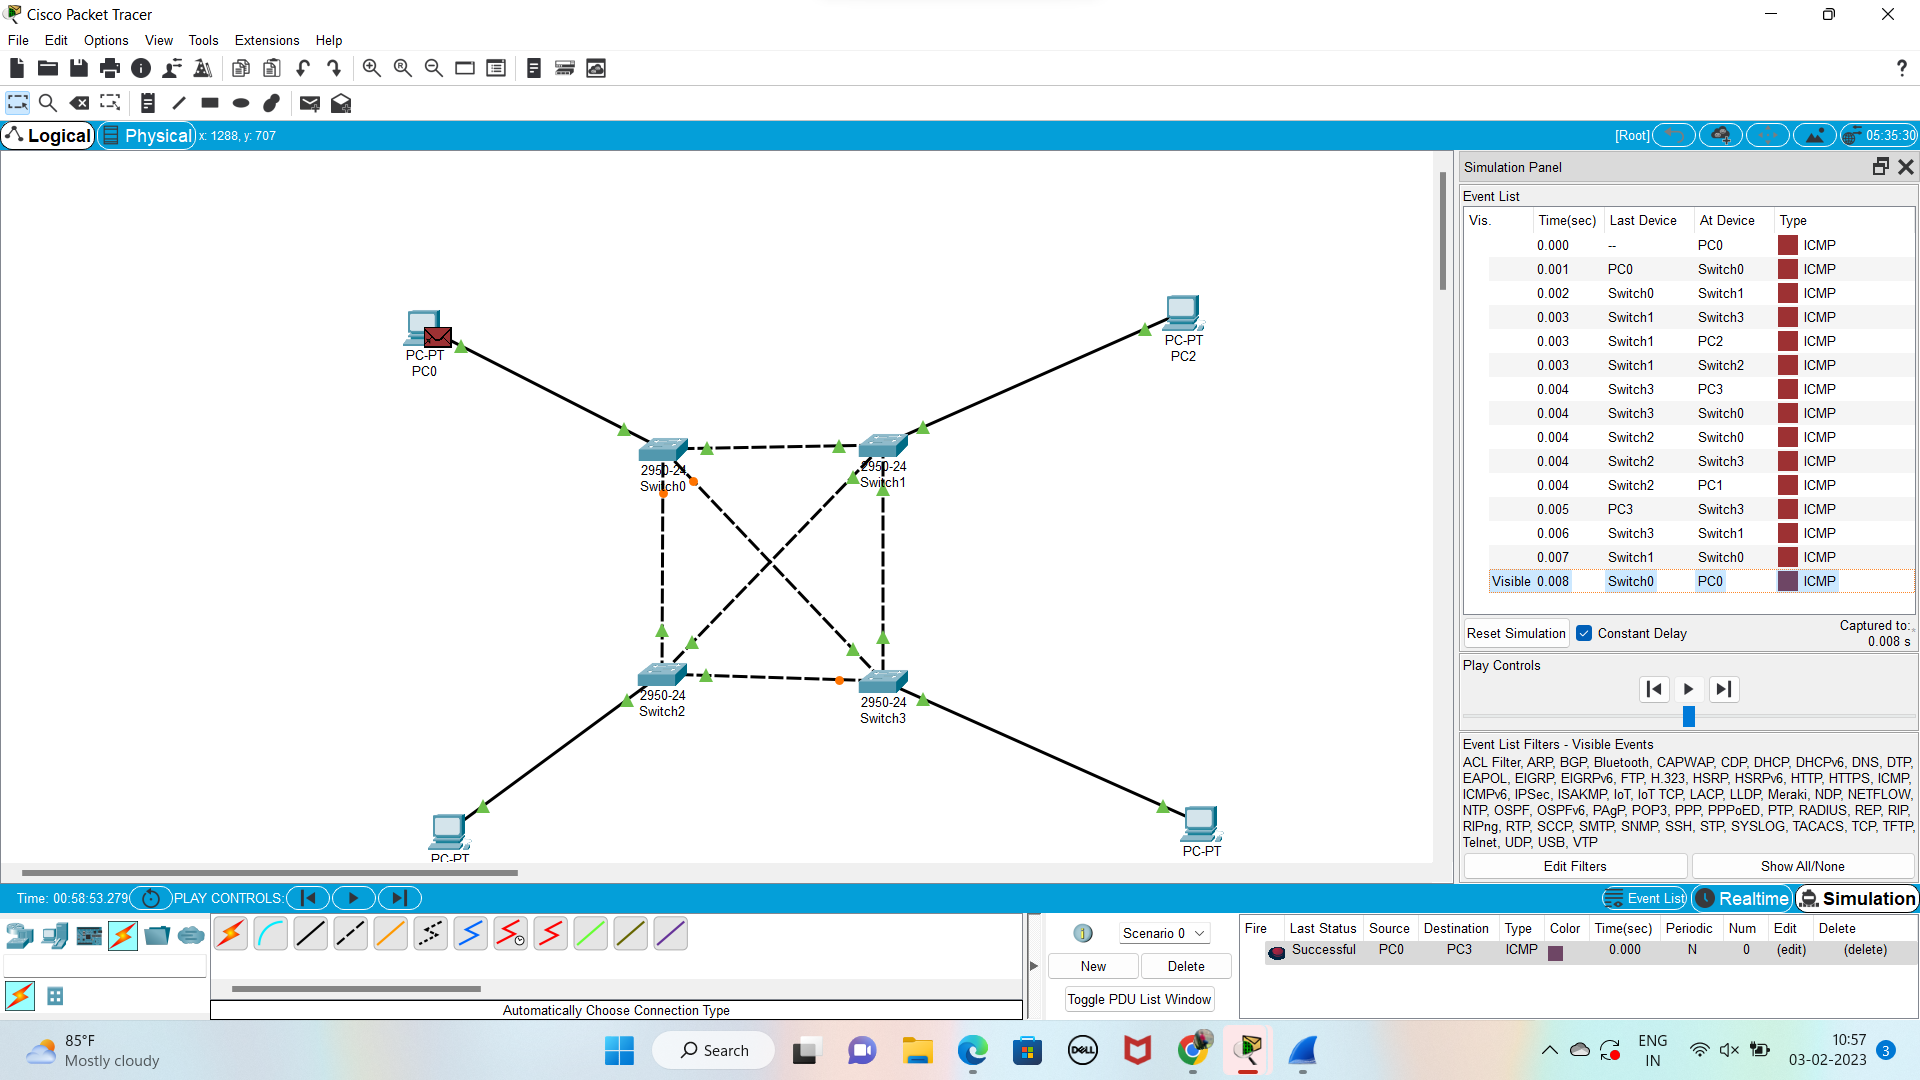 Cisco Packet Tracer
File Edit Options View Tools Extensions Help
?
Logical Physical x: 1288, y: 707 [Root] 05:35:30
PC-PT
PC0
PC-PT
PC2
2950-24
Switch0
2950-24
Switch1
2950-24
Switch2
2950-24
Switch3
PC-PT
PC-PT
Simulation Panel
Event List
Vis. Time(sec) Last Device At Device Type
0.000 -- PC0 ICMP
0.001 PC0 Switch0 ICMP
0.002 Switch0 Switch1 ICMP
0.003 Switch1 Switch3 ICMP
0.003 Switch1 PC2 ICMP
0.003 Switch1 Switch2 ICMP
0.004 Switch3 PC3 ICMP
0.004 Switch3 Switch0 ICMP
0.004 Switch2 Switch0 ICMP
0.004 Switch2 Switch3 ICMP
0.004 Switch2 PC1 ICMP
0.005 PC3 Switch3 ICMP
0.006 Switch3 Switch1 ICMP
0.007 Switch1 Switch0 ICMP
Visible 0.008 Switch0 PC0 ICMP
Reset Simulation Constant Delay Captured to:
0.008 s
Play Controls
Event List Filters - Visible Events
ACL Filter, ARP, BGP, Bluetooth, CAPWAP, CDP, DHCP, DHCPv6, DNS, DTP,
EAPOL, EIGRP, EIGRPv6, FTP, H.323, HSRP, HSRPv6, HTTP, HTTPS, ICMP,
ICMPv6, IPSec, ISAKMP, IoT, IoT TCP, LACP, LLDP, Meraki, NDP, NETFLOW,
NTP, OSPF, OSPFv6, PAgP, POP3, PPP, PPPoED, PTP, RADIUS, REP, RIP,
RIPng, RTP, SCCP, SMTP, SNMP, SSH, STP, SYSLOG, TACACS, TCP, TFTP,
Telnet, UDP, USB, VTP
Edit Filters Show All/None
Time: 00:58:53.279 PLAY CONTROLS: Event List Realtime Simulation
Automatically Choose Connection Type
1 Scenario 0
New Delete
Toggle PDU List Window
Fire Last Status Source Destination Type Color Time(sec) Periodic Num Edit Delete
Successful PC0 PC3 ICMP 0.000 N 0 (edit) (delete)
85°F
Mostly cloudy
Search
DELL
ENG
IN
10:57
03-02-2023
3